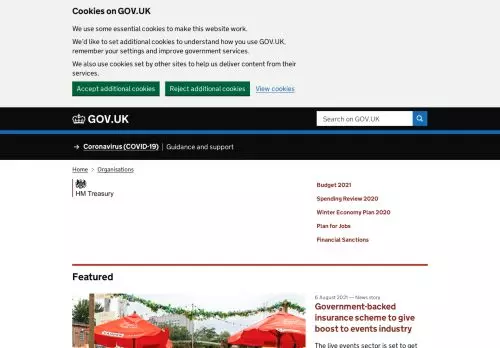 Cookies on GOV.UK
We use some essential cookies to make this website work.
We'd like to set additional cookies to understand how you use GOV.UK,
remember your settings and improve government services.
We also use cookies set by other sites to help us deliver content from their
services.
Accept additional cookies Reject additional cookies View cookies
GOV.UK Search on GOV.UK
→ Coronavirus (COVID-19) | Guidance and support
Home > Organisations
HM Treasury
Budget 2021
Spending Review 2020
Winter Economy Plan 2020
Plan for Jobs
Financial Sanctions
Featured
6 August 2021 — News story
Government-backed
insurance scheme to give
boost to events industry
The live events sector is set to get